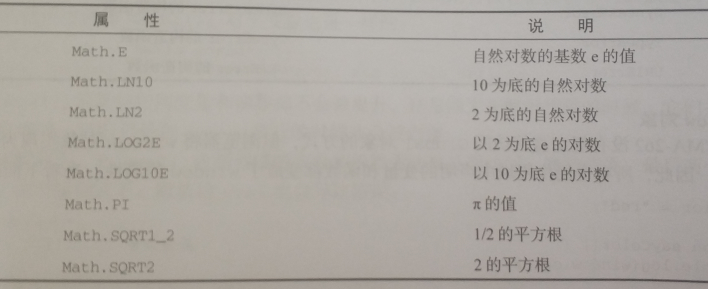 属 性 说 明
Math.E 自然对数的基数 e 的值
Math.LN10 10 为底的自然对数
Math.LN2 2 为底的自然对数
Math.LOG2E 以 2 为底 e 的对数
Math.LOG10E 以 10 为底 e 的对数
Math.PI π 的值
Math.SQRT1_2 1/2 的平方根
Math.SQRT2 2 的平方根